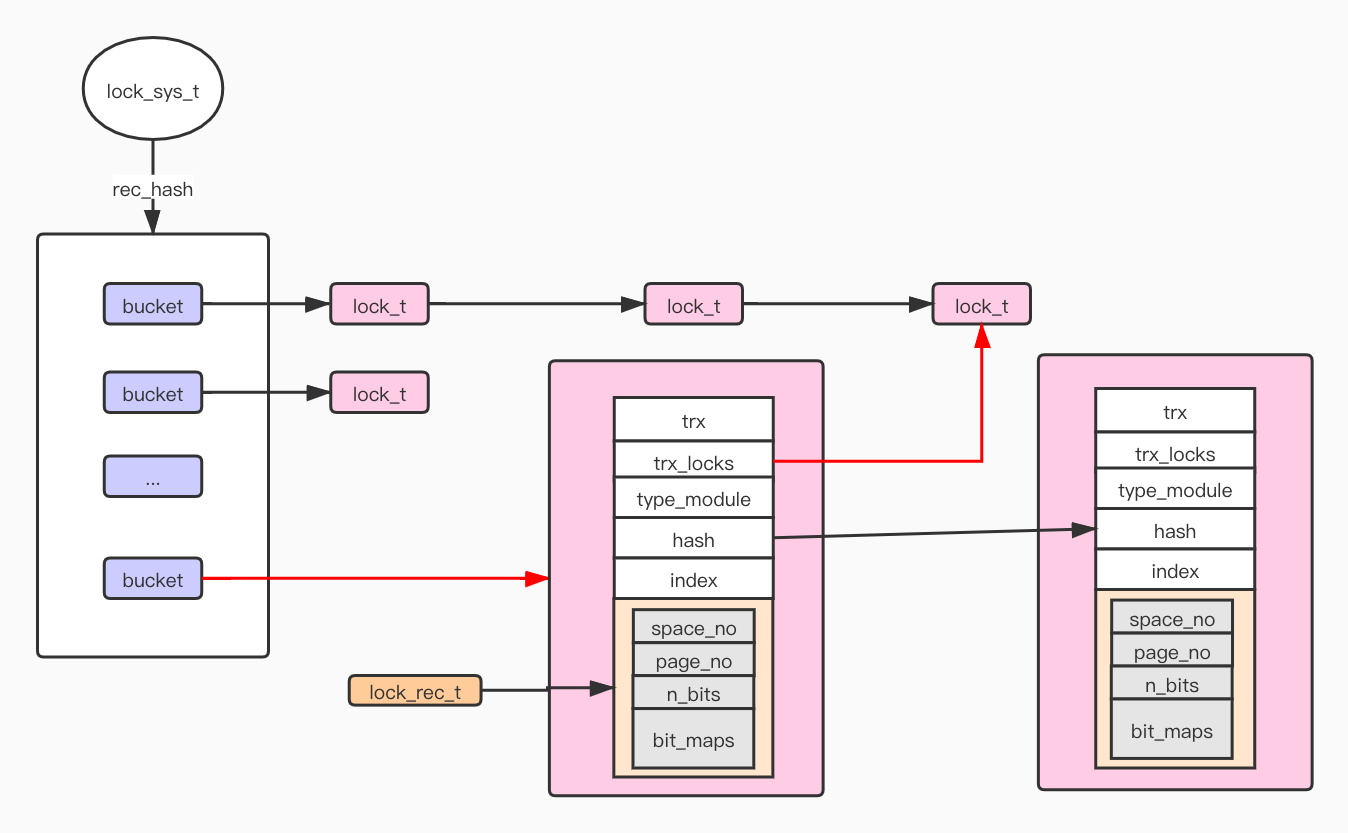 lock_sys_t
rec_hash
bucket
lock_t
lock_t
lock_t
bucket
lock_t
...
bucket
trx
trx_locks
type_module
hash
index
space_no
page_no
n_bits
bit_maps
lock_rec_t
trx
trx_locks
type_module
hash
index
space_no
page_no
n_bits
bit_maps